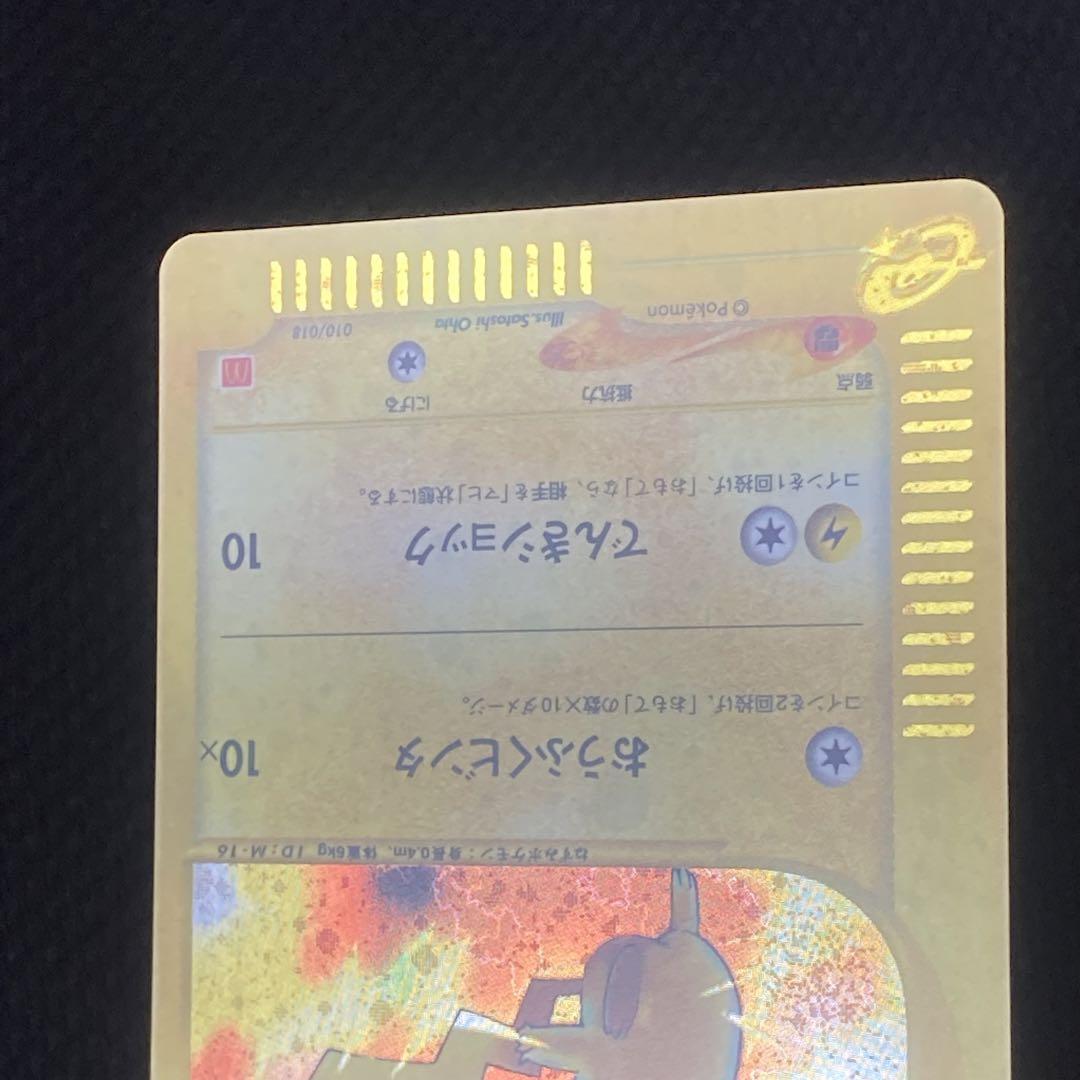 ねずみポケモン：身長0.4m、体重6kg ID：M-16
おうふくビンタ 10×
コインを2回投げ、「おもて」の数×10ダメージ。
でんきショック 10
コインを1回投げ、「おもて」なら、相手を「マヒ」状態にする。
弱点 抵抗力 にげる
©Pokémon Illus.Satoshi Ohta 010/018